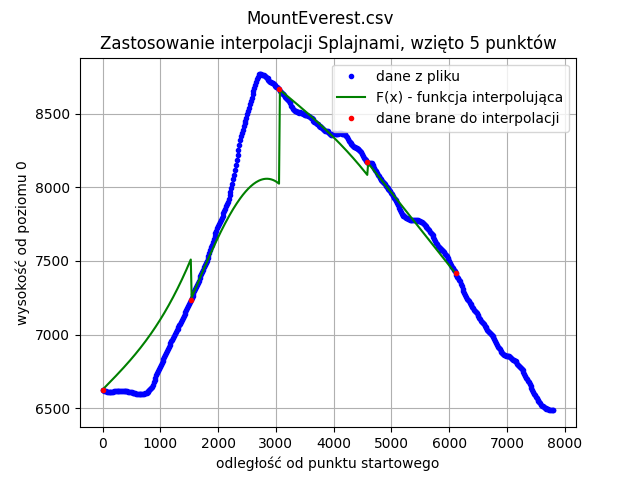 MountEverest.csv
Zastosowanie interpolacji Splajnami, wzięto 5 punktów
dane z pliku
F(x) - funkcja interpolująca
dane brane do interpolacji
wysokość od poziomu 0
8500
8000
7500
7000
6500
0 1000 2000 3000 4000 5000 6000 7000 8000
odległość od punktu startowego